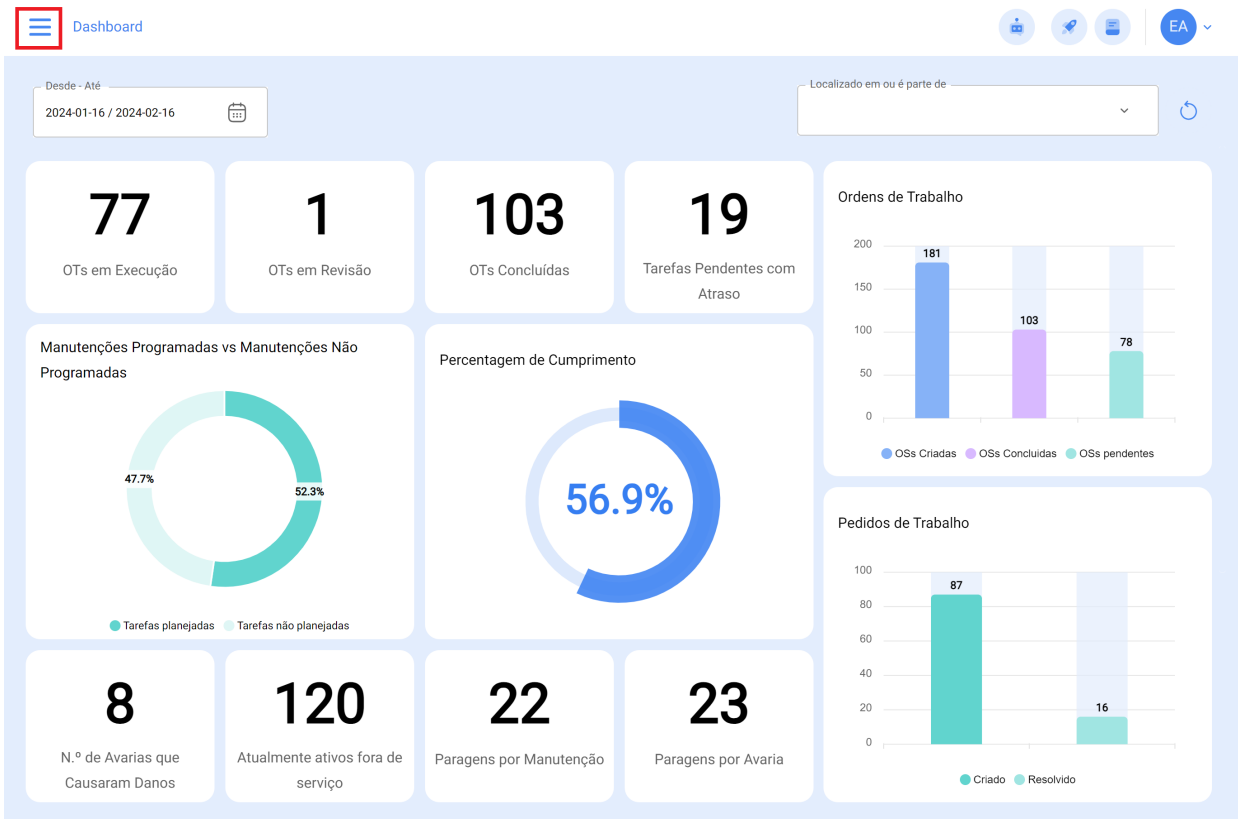 Dashboard
EA
Desde - Até
2024-01-16 / 2024-02-16
Localizado em ou é parte de
77
OTs em Execução
1
OTs em Revisão
103
OTs Concluídas
19
Tarefas Pendentes com
Atraso
Manutenções Programadas vs Manutenções Não
Programadas
47.7%
52.3%
Tarefas planejadas
Tarefas não planejadas
Percentagem de Cumprimento
56.9%
8
N.º de Avarias que
Causaram Danos
120
Atualmente ativos fora de
serviço
22
Paragens por Manutenção
23
Paragens por Avaria
Ordens de Trabalho
200
150
100
50
0
181
103
78
OSs Criadas
OSs Concluidas
OSs pendentes
Pedidos de Trabalho
100
80
60
40
20
0
87
16
Criado
Resolvido